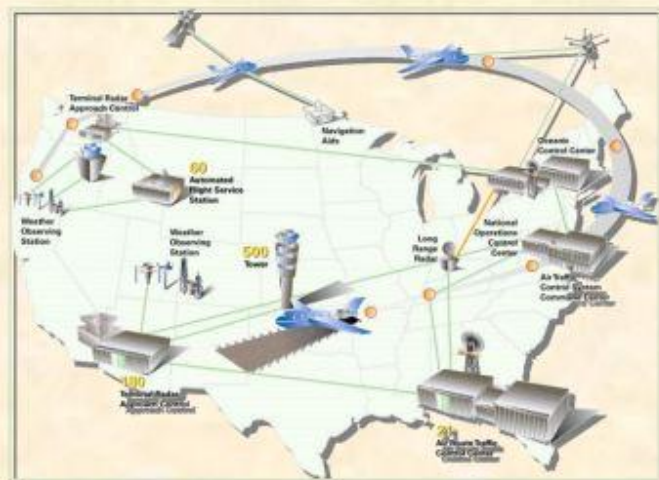 Terminal Radar
Approach Control
Navigation
Aids
Oceanic
Control Center
60
Automated
Flight Service
Station
Weather
Observing
Station
Weather
Observing
Station
500
Tower
Long
Range
Radar
National
Operations
Control
Center
Air Traffic
Control System
Command Center
180
Terminal Radar
Approach Control
Air Route Traffic
Control Center